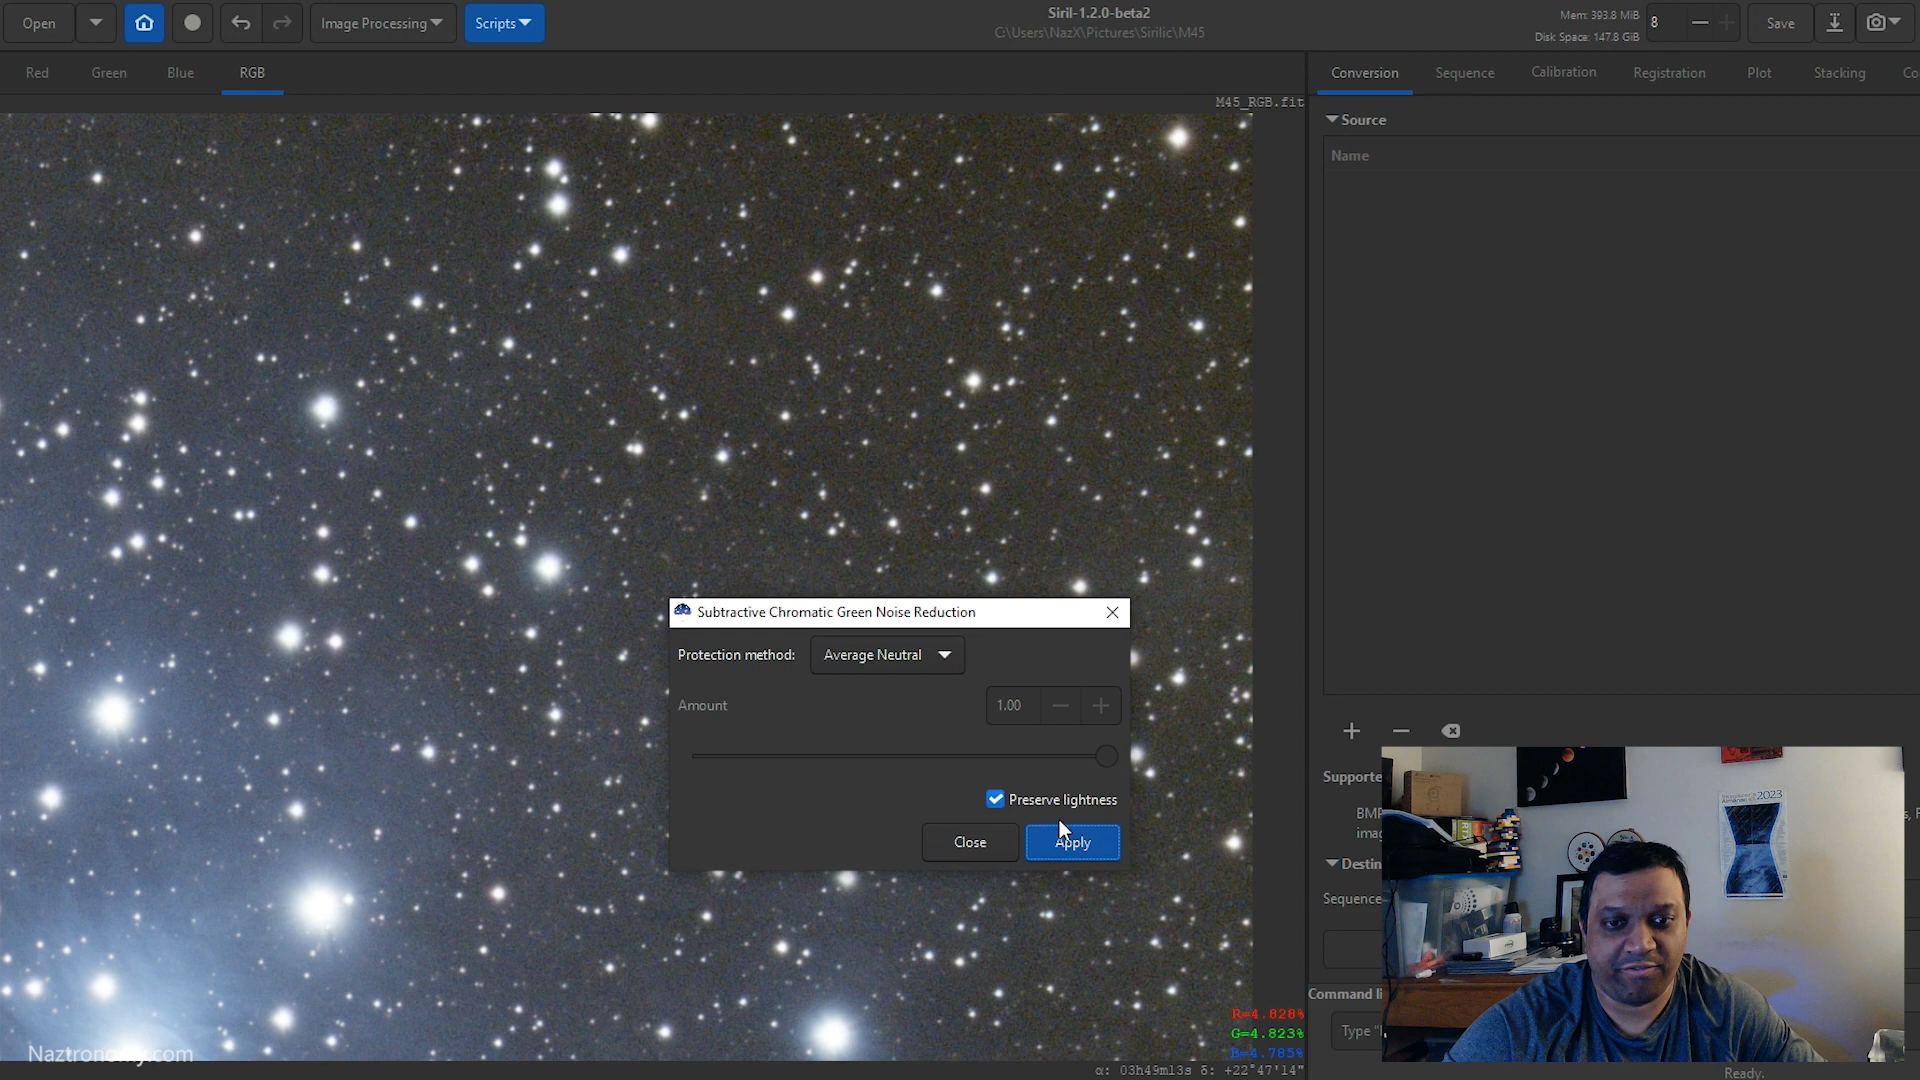 Open
Image Processing
Scripts
Siril-1.2.0-beta2
C:\Users\NazX\Pictures\Sirilic\M45
Mem: 393.8 MiB
Disk Space: 147.8 GiB
8
Save
Red
Green
Blue
RGB
Conversion
Sequence
Calibration
Registration
Plot
Stacking
Co
M45_RGB.fit
Source
Name
Subtractive Chromatic Green Noise Reduction
Protection method:
Average Neutral
Amount
1.00
Preserve lightness
Close
Apply
Supporte
BMP
imag
Destin
Sequence
Command li
Type "
2023
R=4.828%
G=4.823%
B=4.785%
α: 03h49m13s δ: +22°47'14"
Ready.
Naztronomy.com